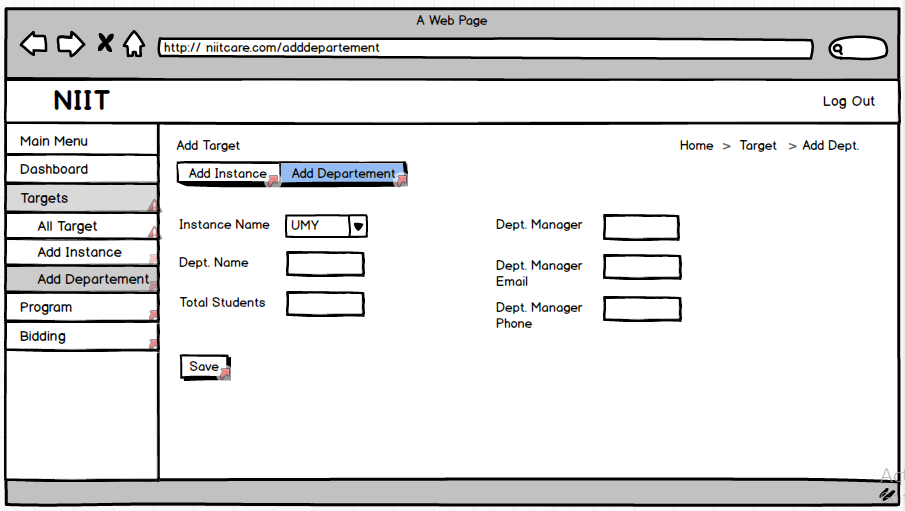 A Web Page
http:// niitcare.com/adddepartement
NIIT
Log Out
Main Menu
Dashboard
Targets
All Target
Add Instance
Add Departement
Program
Bidding
Add Target
Home > Target > Add Dept.
Add Instance
Add Departement
Instance Name
UMY
Dept. Name
Total Students
Dept. Manager
Dept. Manager
Email
Dept. Manager
Phone
Save